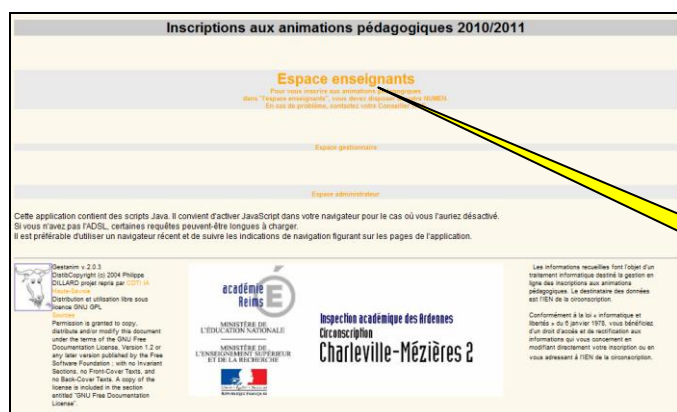 Inscriptions aux animations pédagogiques 2010/2011
Espace enseignants
Pour vous inscrire aux animations pédagogiques
dans "l'espace enseignants", vous devez disposer de votre NUMEN.
En cas de problème, contactez votre Conseiller
Espace gestionnaire
Espace administrateur
Cette application contient des scripts Java. Il convient d'activer JavaScript dans votre navigateur pour le cas où vous l'auriez désactivé.
Si vous n'avez pas l'ADSL, certaines requêtes peuvent-être longues à charger.
Il est préférable d'utiliser un navigateur récent et de suivre les indications de navigation figurant sur les pages de l'application.
Gestanim v. 2.0.3
DistibCopyright (c) 2004 Philippe
DILLARD projet repris par CDTI IA
Haute-Savoie
Distribution et utilisation libre sous
licence GNU GPL
Sources
Permission is granted to copy,
distribute and/or modify this document
under the terms of the GNU Free
Documentation License, Version 1.2 or
any later version published by the Free
Software Foundation ; with no Invariant
Sections, no Front-Cover Texts, and
no Back-Cover Texts. A copy of the
license is included in the section
entitled "GNU Free Documentation
License".
académie
Reims
MINISTÈRE DE
L'ÉDUCATION NATIONALE
MINISTÈRE DE
L'ENSEIGNEMENT SUPÉRIEUR
ET DE LA RECHERCHE
RÉPUBLIQUE FRANÇAISE
Inspection académique des Ardennes
Circonscription
Charleville-Mézières 2
Les informations recueillies font l'objet d'un
traitement informatique destiné la gestion en
ligne des inscriptions aux animations
pédagogiques. Le destinataire des données
est l'IEN de la circonscription.
Conformément à la loi « informatique et
libertés » du 6 janvier 1978, vous bénéficiez
d'un droit d'accès et de rectification aux
informations qui vous concernent en
modifiant directement votre inscription ou en
vous adressant à l'IEN de la circonscription.